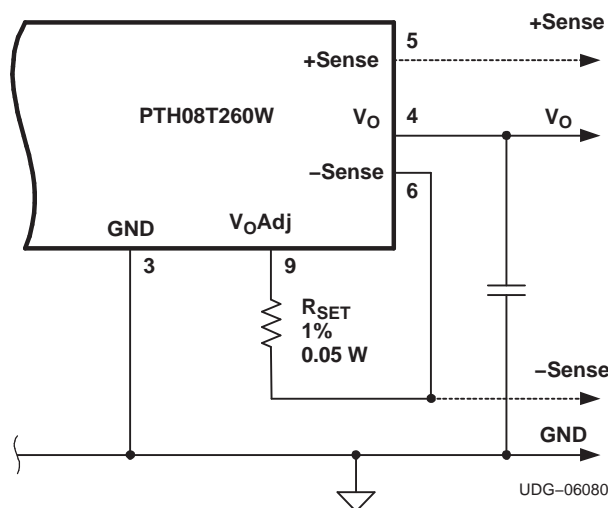 +Sense
5
+Sense
PTH08T260W
4
VO
VO
–Sense
6
VOAdj
GND
3
9
RSET
1%
0.05 W
–Sense
GND
UDG–06080